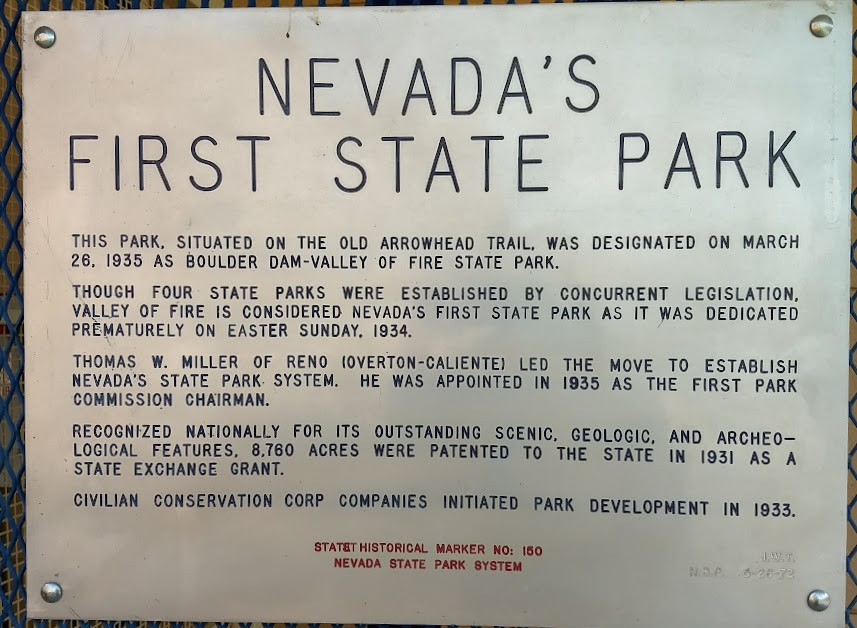 NEVADA'S
FIRST STATE PARK
THIS PARK, SITUATED ON THE OLD ARROWHEAD TRAIL, WAS DESIGNATED ON MARCH
26, 1935 AS BOULDER DAM-VALLEY OF FIRE STATE PARK.
THOUGH FOUR STATE PARKS WERE ESTABLISHED BY CONCURRENT LEGISLATION,
VALLEY OF FIRE IS CONSIDERED NEVADA'S FIRST STATE PARK AS IT WAS DEDICATED
PREMATURELY ON EASTER SUNDAY, 1934.
THOMAS W. MILLER OF RENO (OVERTON-CALIENTE) LED THE MOVE TO ESTABLISH
NEVADA'S STATE PARK SYSTEM. HE WAS APPOINTED IN 1935 AS THE FIRST PARK
COMMISSION CHAIRMAN.
RECOGNIZED NATIONALLY FOR ITS OUTSTANDING SCENIC, GEOLOGIC, AND ARCHEO-
LOGICAL FEATURES, 8,760 ACRES WERE PATENTED TO THE STATE IN 1931 AS A
STATE EXCHANGE GRANT.
CIVILIAN CONSERVATION CORP COMPANIES INITIATED PARK DEVELOPMENT IN 1933.
STATE HISTORICAL MARKER NO: 150
NEVADA STATE PARK SYSTEM